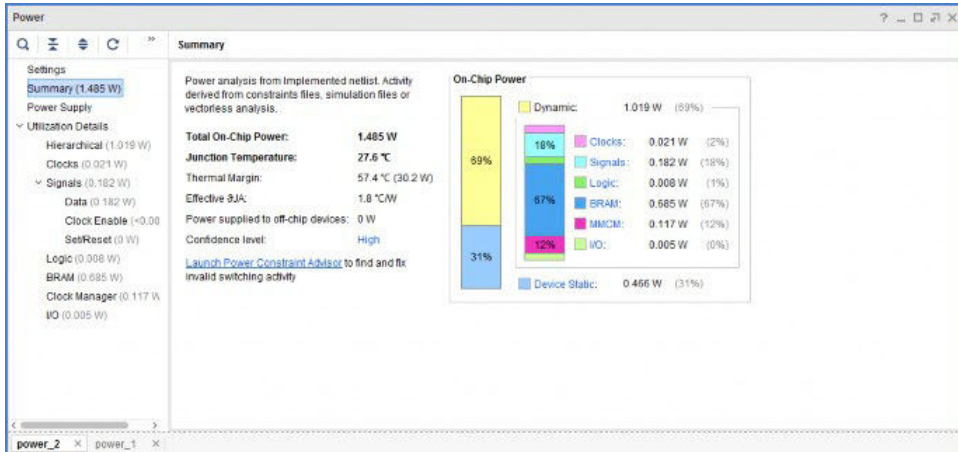 Power
Summary
Settings
Summary (1.485 W)
Power Supply
Utilization Details
Hierarchical (1.019 W)
Clocks (0.021 W)
Signals (0.182 W)
Data (0.182 W)
Clock Enable (<0.00
Set/Reset (0 W)
Logic (0.008 W)
BRAM (0.685 W)
Clock Manager (0.117 W
I/O (0.005 W)
Power analysis from Implemented netlist. Activity
derived from constraints files, simulation files or
vectorless analysis.
Total On-Chip Power: 1.485 W
Junction Temperature: 27.6 °C
Thermal Margin: 57.4 °C (30.2 W)
Effective ϑJA: 1.8 °C/W
Power supplied to off-chip devices: 0 W
Confidence level: High
Launch Power Constraint Advisor to find and fix
invalid switching activity
On-Chip Power
69%
31%
Dynamic: 1.019 W (69%)
18%
67%
12%
Clocks: 0.021 W (2%)
Signals: 0.182 W (18%)
Logic: 0.008 W (1%)
BRAM: 0.685 W (67%)
MMCM: 0.117 W (12%)
I/O: 0.005 W (0%)
Device Static: 0.466 W (31%)
power_2 × power_1 ×